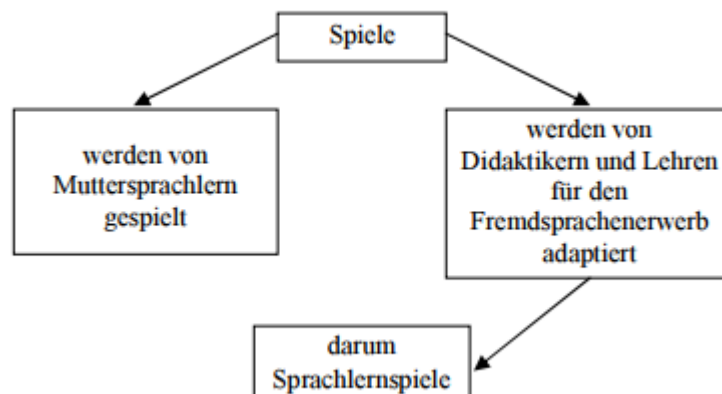 Spiele
werden von
Muttersprachlern
gespielt
werden von
Didaktikern und Lehren
für den
Fremdsprachenerwerb
adaptiert
darum
Sprachlernspiele